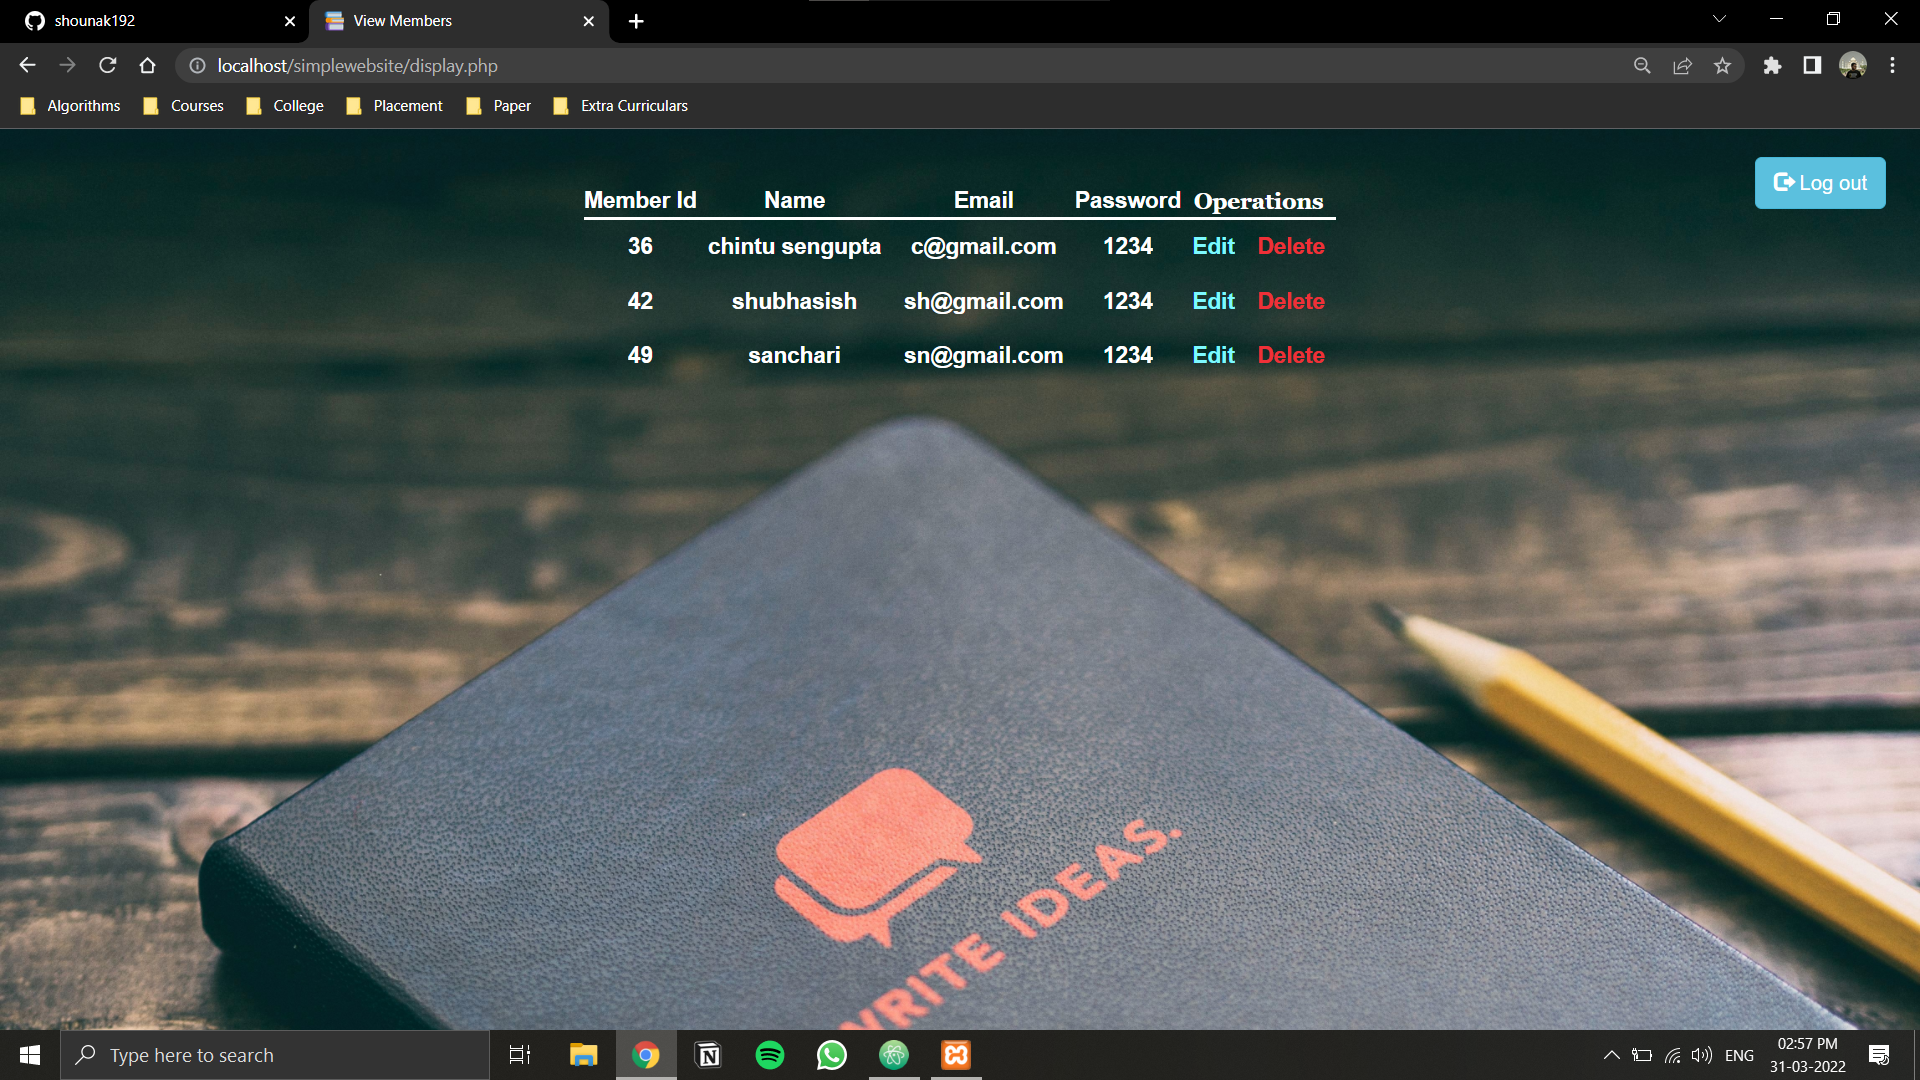 shounak192
View Members
localhost/simplewebsite/display.php
Algorithms Courses College Placement Paper Extra Curriculars
Log out
Member Id Name Email Password Operations
36 chintu sengupta c@gmail.com 1234 Edit Delete
42 shubhasish sh@gmail.com 1234 Edit Delete
49 sanchari sn@gmail.com 1234 Edit Delete
WRITE IDEAS.
Type here to search
ENG
02:57 PM
31-03-2022